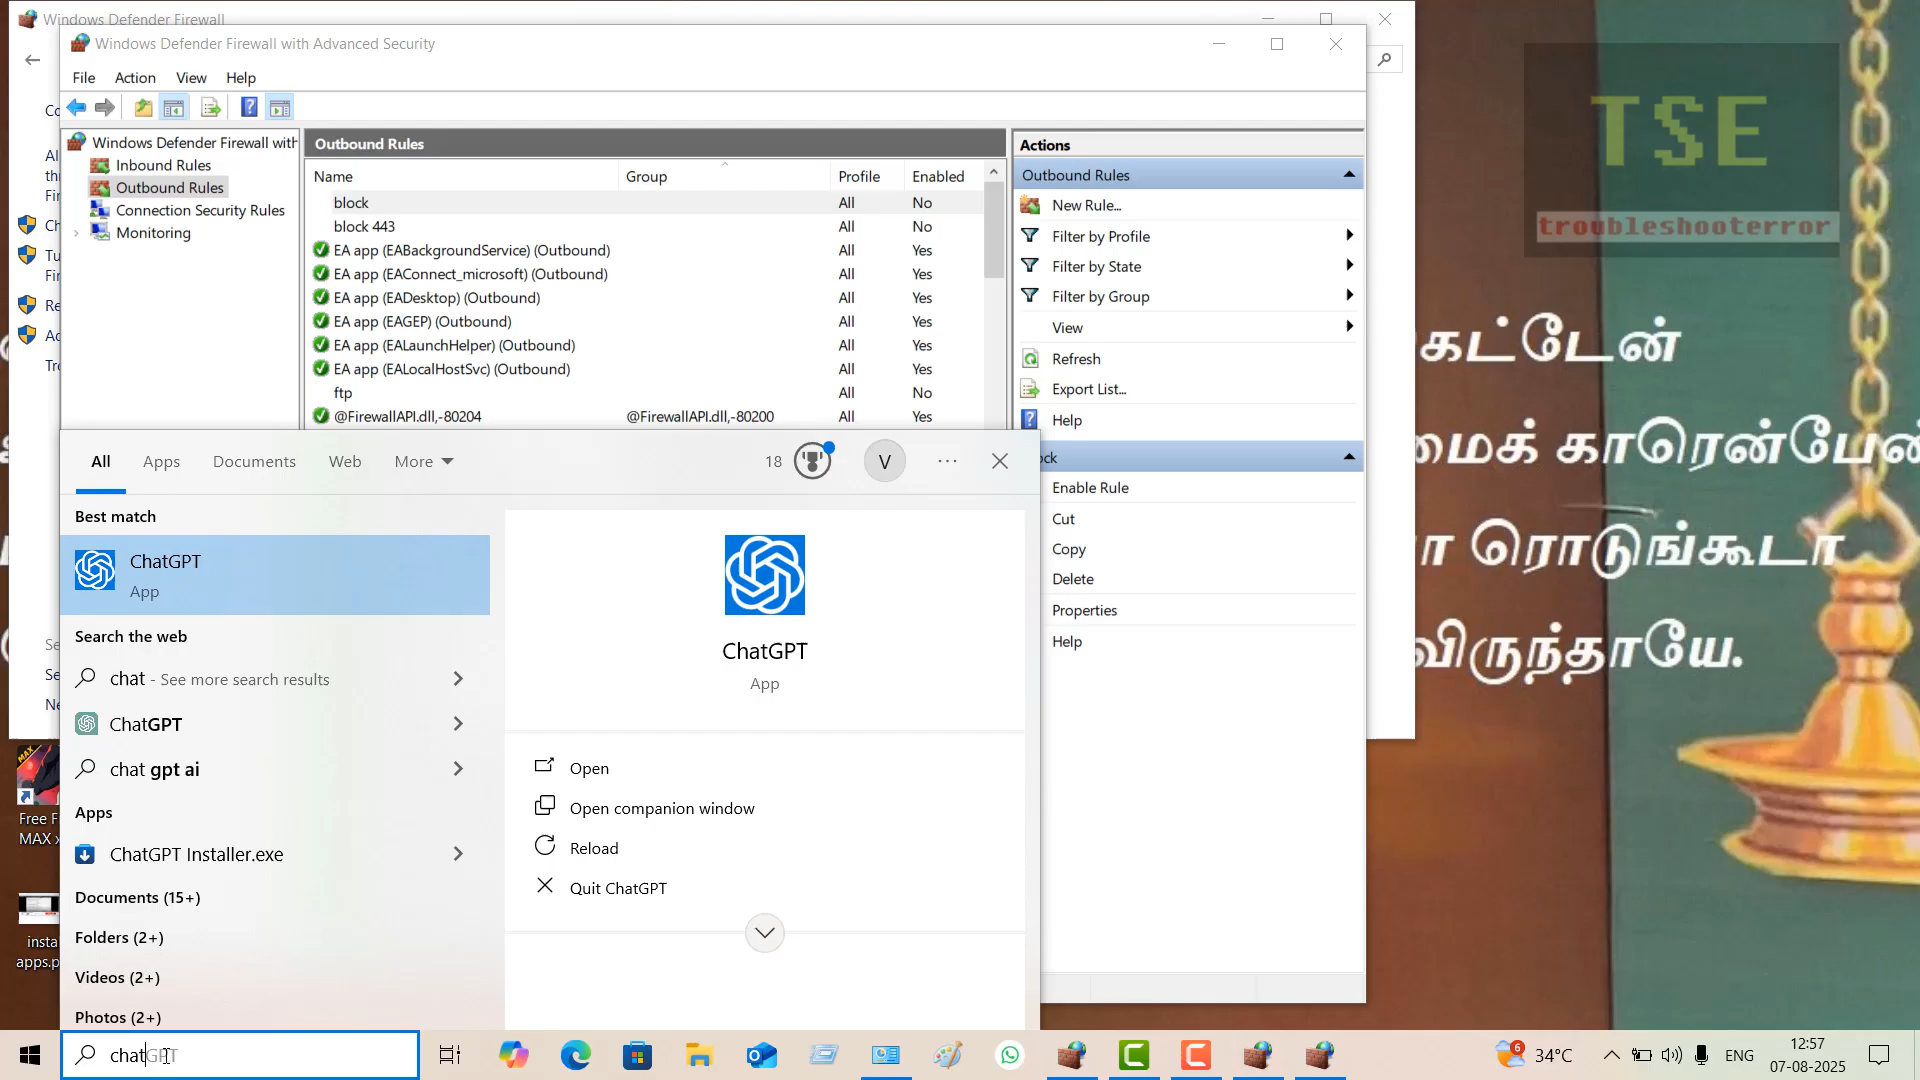 Windows Defender Firewall
Windows Defender Firewall with Advanced Security
File Action View Help
Windows Defender Firewall with
Inbound Rules
Outbound Rules
Connection Security Rules
Monitoring
Outbound Rules
Name Group Profile Enabled
block All No
block 443 All No
EA app (EABackgroundService) (Outbound) All Yes
EA app (EAConnect_microsoft) (Outbound) All Yes
EA app (EADesktop) (Outbound) All Yes
EA app (EAGEP) (Outbound) All Yes
EA app (EALaunchHelper) (Outbound) All Yes
EA app (EALocalHostSvc) (Outbound) All Yes
ftp All No
@FirewallAPI.dll,-80204 @FirewallAPI.dll,-80200 All Yes
Actions
Outbound Rules
New Rule...
Filter by Profile
Filter by State
Filter by Group
View
Refresh
Export List...
Help
ock
Enable Rule
Cut
Copy
Delete
Properties
Help
TSE
troubleshooterror
கெட்டேன்
மைக் காரென்பேண்
ரொடுங்கூடா
விருந்தாயே.
All Apps Documents Web More 18 V
Best match
ChatGPT
App
Search the web
chat - See more search results
ChatGPT
chat gpt ai
Apps
ChatGPT Installer.exe
Documents (15+)
Folders (2+)
Videos (2+)
Photos (2+)
ChatGPT
App
Open
Open companion window
Reload
Quit ChatGPT
Free F
MAX x
insta
apps.p
chatGPT
6 34°C ENG
12:57
07-08-2025